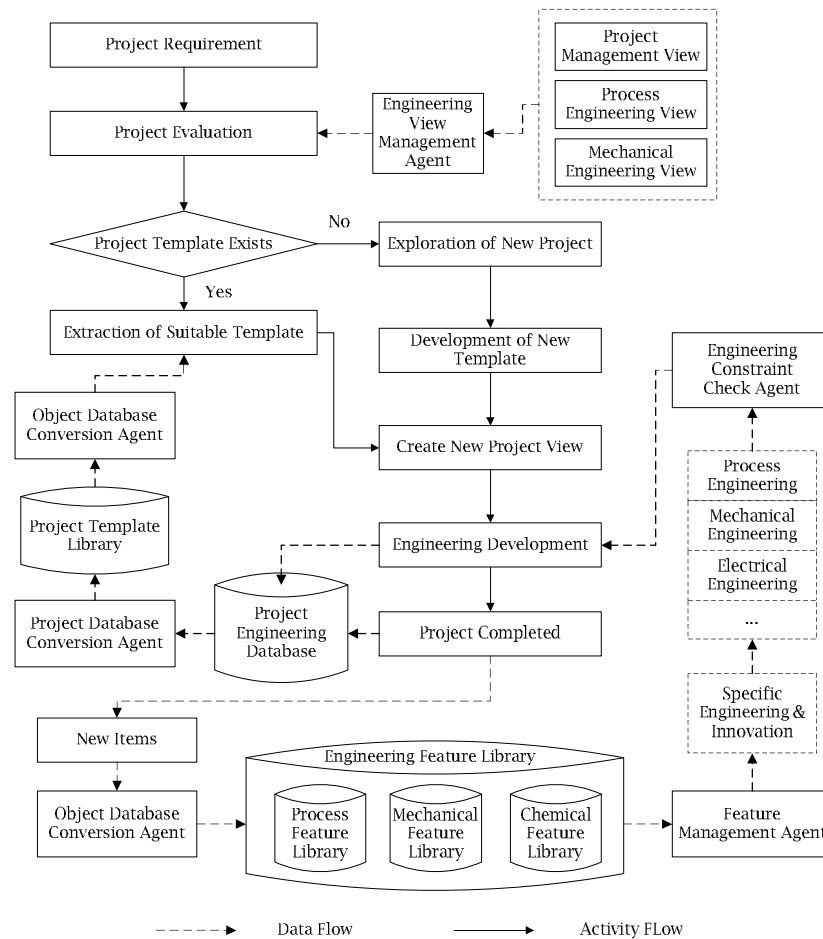 Project Requirement
Project
Management View
Process
Engineering View
Mechanical
Engineering View
Engineering
View
Management
Agent
Project Evaluation
No
Project Template Exists
Exploration of New Project
Yes
Extraction of Suitable Template
Development of New
Template
Engineering
Constraint
Check Agent
Object Database
Conversion Agent
Create New Project View
Process
Engineering
Mechanical
Engineering
Electrical
Engineering
...
Project Template
Library
Engineering Development
Project Database
Conversion Agent
Project
Engineering
Database
Project Completed
Specific
Engineering &
Innovation
New Items
Engineering Feature Library
Object Database
Conversion Agent
Process
Feature
Library
Mechanical
Feature
Library
Chemical
Feature
Library
Feature
Management Agent
Data Flow
Activity FLow